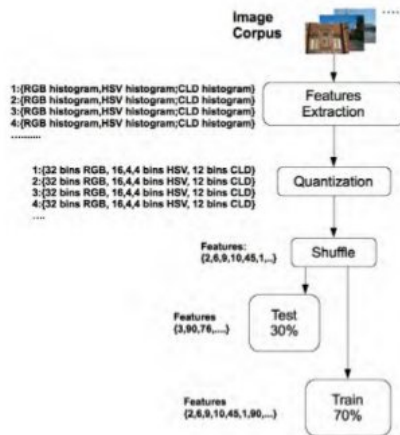 Image
Corpus
.....
1:{RGB histogram,HSV histogram;CLD histogram}
2:{RGB histogram,HSV histogram;CLD histogram}
3:{RGB histogram,HSV histogram;CLD histogram}
4:{RGB histogram,HSV histogram;CLD histogram}
..........
Features
Extraction
1:{32 bins RGB, 16,4,4 bins HSV, 12 bins CLD}
2:{32 bins RGB, 16,4,4 bins HSV, 12 bins CLD}
3:{32 bins RGB, 16,4,4 bins HSV, 12 bins CLD}
4:{32 bins RGB, 16,4,4 bins HSV, 12 bins CLD}
....
Quantization
Features:
{2,6,9,10,45,1,..}
Shuffle
Features
{3,90,76,....}
Test
30%
Features
{2,6,9,10,45,1,90,...}
Train
70%